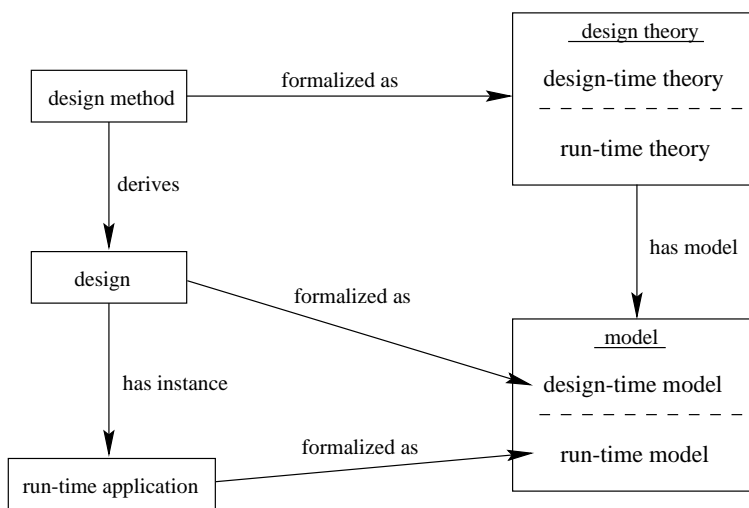 design theory
design-time theory
run-time theory
design method
formalized as
derives
has model
design
formalized as
model
design-time model
has instance
formalized as
run-time model
run-time application